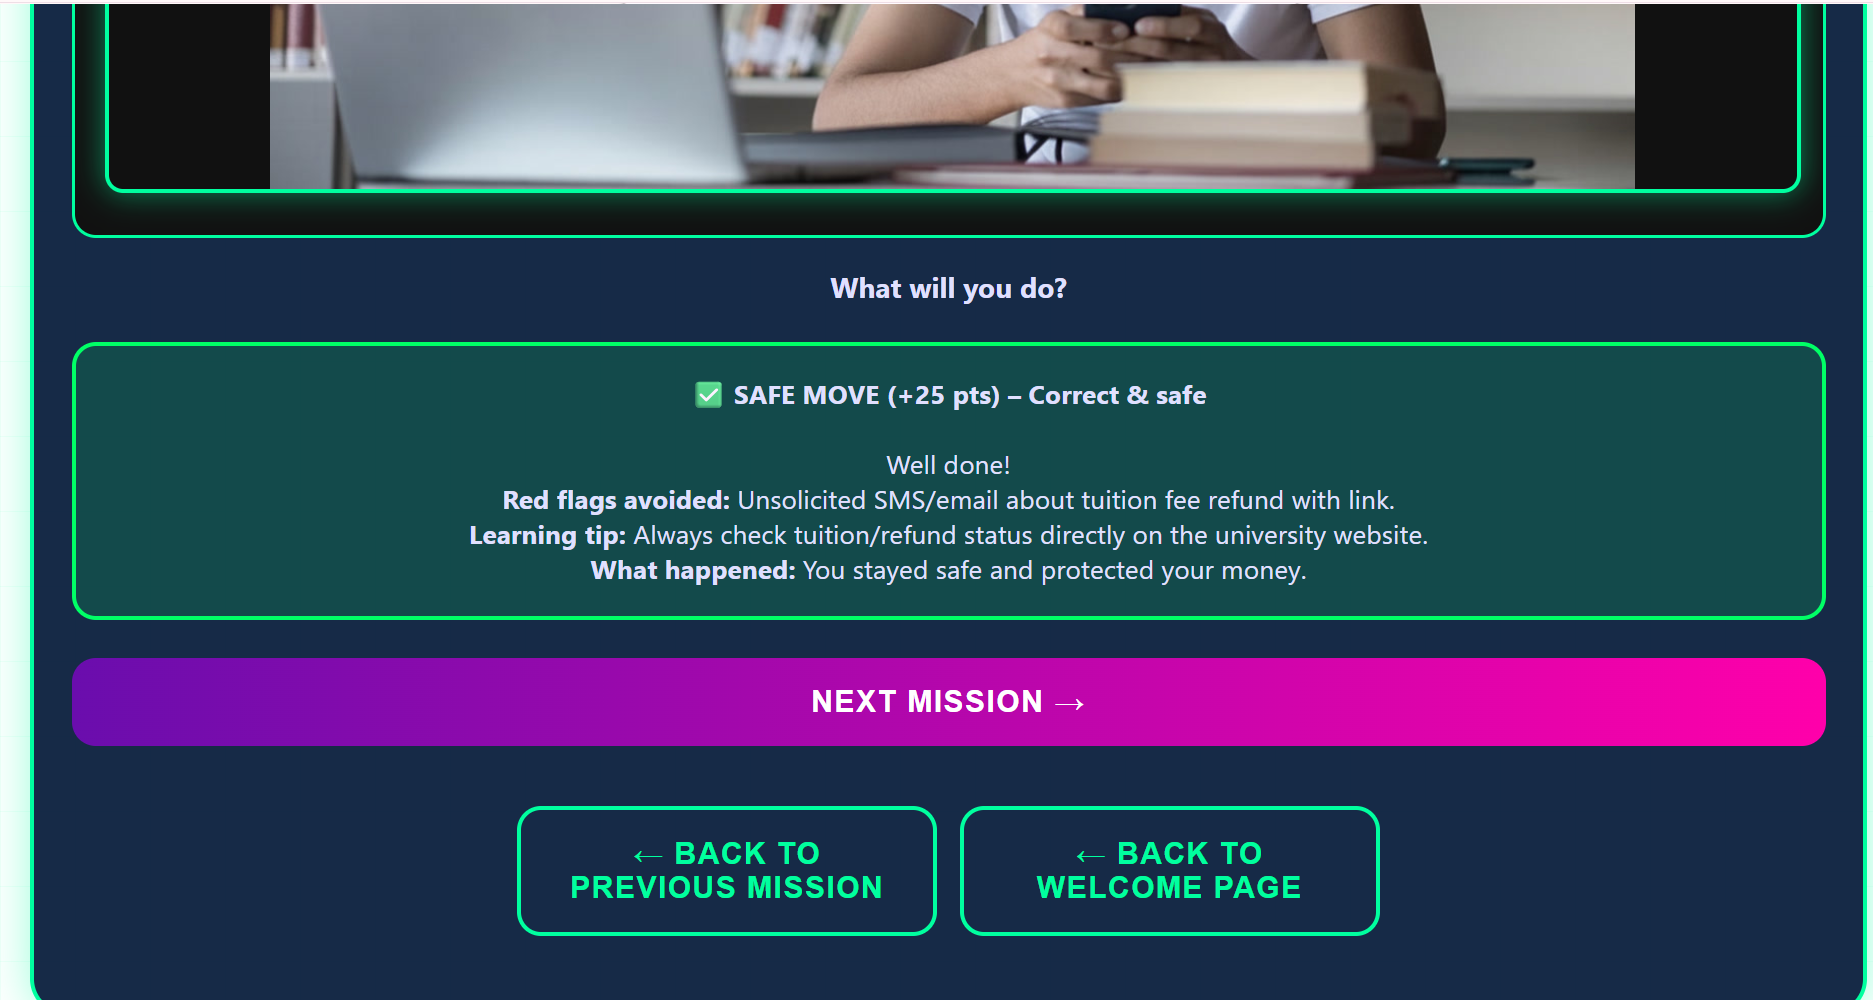 What will you do?
✅ SAFE MOVE (+25 pts) – Correct & safe
Well done!
Red flags avoided: Unsolicited SMS/email about tuition fee refund with link.
Learning tip: Always check tuition/refund status directly on the university website.
What happened: You stayed safe and protected your money.
NEXT MISSION →
← BACK TO
PREVIOUS MISSION
← BACK TO
WELCOME PAGE